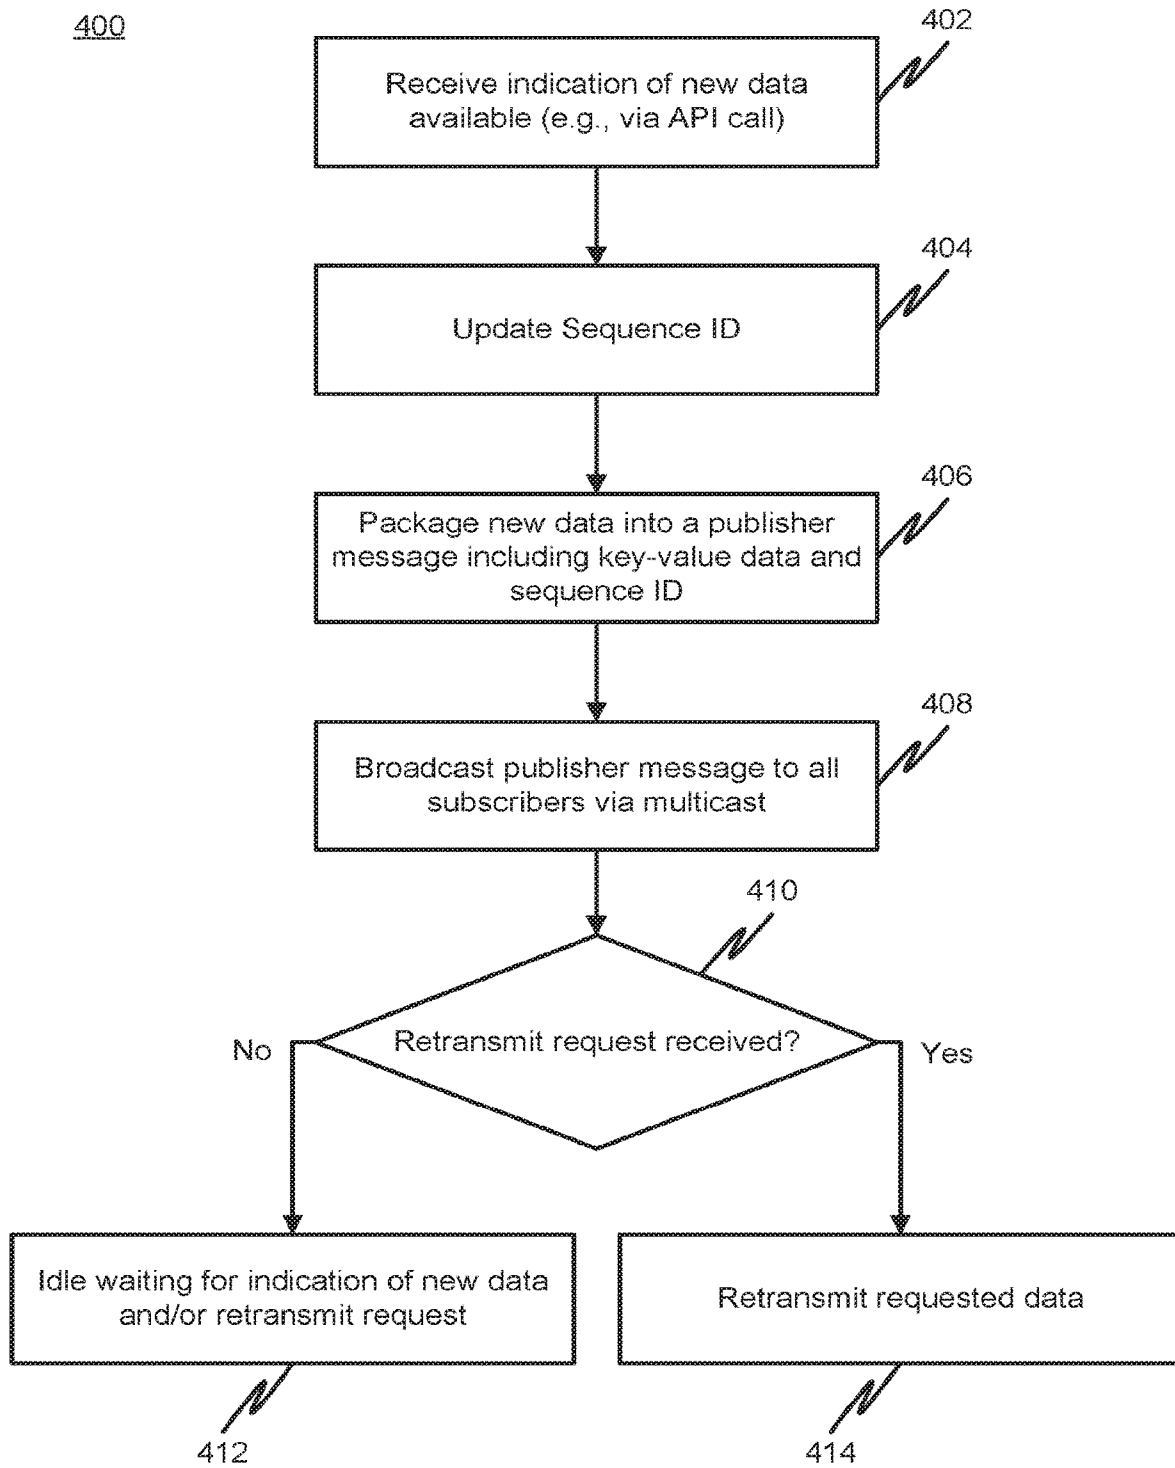 400
402
Receive indication of new data
available (e.g., via API call)
404
Update Sequence ID
406
Package new data into a publisher
message including key-value data and
sequence ID
408
Broadcast publisher message to all
subscribers via multicast
410
Retransmit request received?
No
Yes
Idle waiting for indication of new data
and/or retransmit request
Retransmit requested data
412
414